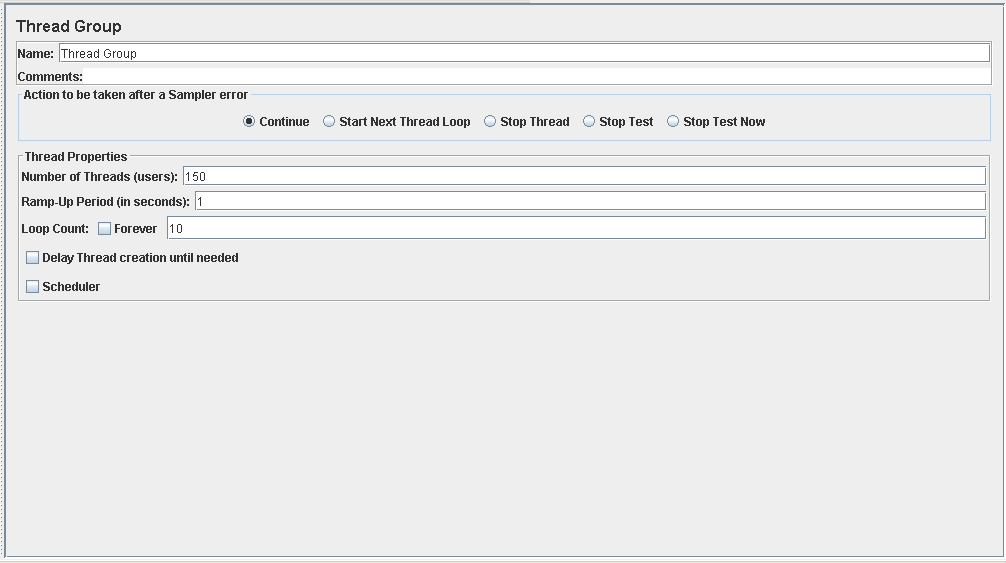 Thread Group
Name: Thread Group
Comments:
Action to be taken after a Sampler error
Continue Start Next Thread Loop Stop Thread Stop Test Stop Test Now
Thread Properties
Number of Threads (users): 150
Ramp-Up Period (in seconds): 1
Loop Count: Forever 10
Delay Thread creation until needed
Scheduler